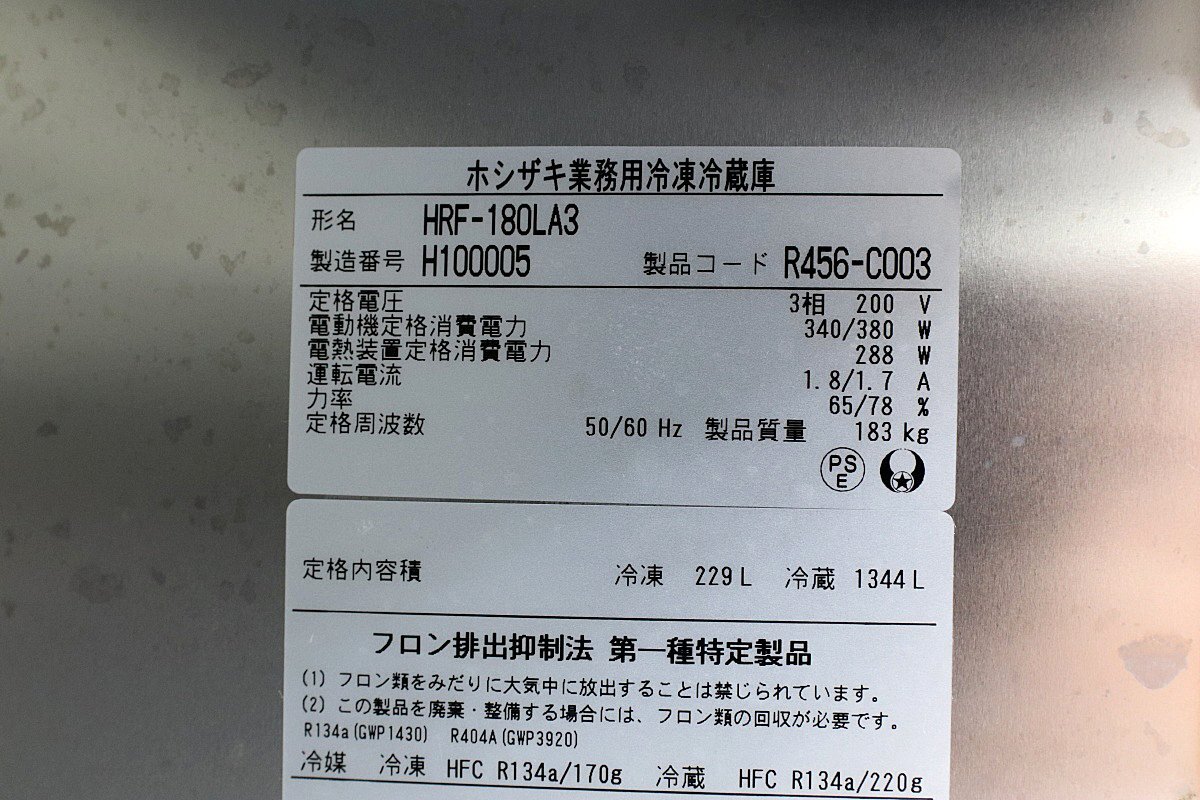 ホシザキ業務用冷凍冷蔵庫
形名 HRF-180LA3
製造番号 H100005 製品コード R456-C003
定格電圧 3相 200 V
電動機定格消費電力 340/380 W
電熱装置定格消費電力 288 W
運転電流 1.8/1.7 A
力率 65/78 %
定格周波数 50/60 Hz 製品質量 183 kg
PS
E
定格内容積 冷凍 229 L 冷蔵 1344 L
フロン排出抑制法 第一種特定製品
(1) フロン類をみだりに大気中に放出することは禁じられています。
(2) この製品を廃棄・整備する場合には、フロン類の回収が必要です。
R134a(GWP1430) R404A(GWP3920)
冷媒 冷凍 HFC R134a/170g 冷蔵 HFC R134a/220g